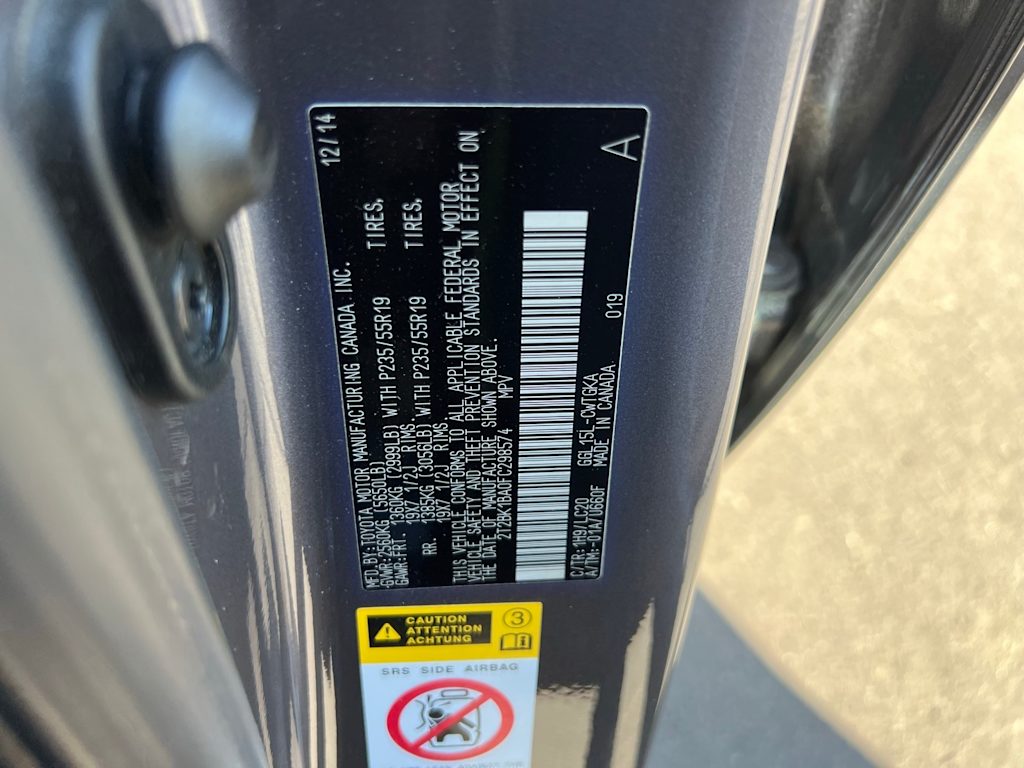 MFD.BY:TOYOTA MOTOR MANUFACTURING CANADA INC. 12/14
GVWR:2560KG(5650LB)
GAWR:FRT. 1360KG(2999LB) WITH P235/55R19 TIRES.
19X7 1/2J RIMS
RR. 1385KG(3056LB) WITH P235/55R19 TIRES.
19X7 1/2J RIMS
THIS VEHICLE CONFORMS TO ALL APPLICABLE FEDERAL MOTOR
VEHICLE SAFETY AND THEFT PREVENTION STANDARDS IN EFFECT ON
THE DATE OF MANUFACTURE SHOWN ABOVE.
2T2BK1BA0FC298574 MPV
C/TR:1H9/LC20 GGL15L-CWTGKA 019 A
A/TM:-01A/U660F MADE IN CANADA
CAUTION
ATTENTION
ACHTUNG
3
SRS SIDE AIRBAG